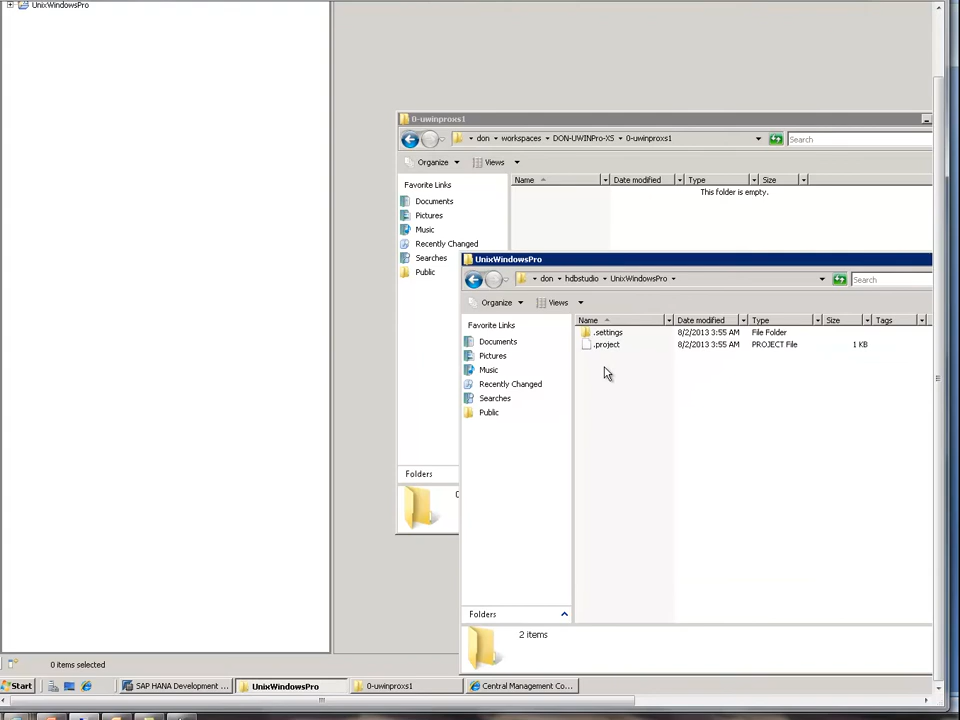 UnixWindowsPro
0-uwinproxs1
don workspaces DON-UWINPro-XS 0-uwinproxs1
Search
Organize Views
Favorite Links
Documents
Pictures
Music
Recently Changed
Searches
Public
Name Date modified Type Size
This folder is empty.
Folders
UnixWindowsPro
don hdbstudio UnixWindowsPro
Search
Organize Views
Favorite Links
Documents
Pictures
Music
Recently Changed
Searches
Public
Name Date modified Type Size Tags
.settings 8/2/2013 3:55 AM File Folder
.project 8/2/2013 3:55 AM PROJECT File 1 KB
Folders
2 items
0 items selected
Start SAP HANA Development ... UnixWindowsPro 0-uwinproxs1 Central Management Co...